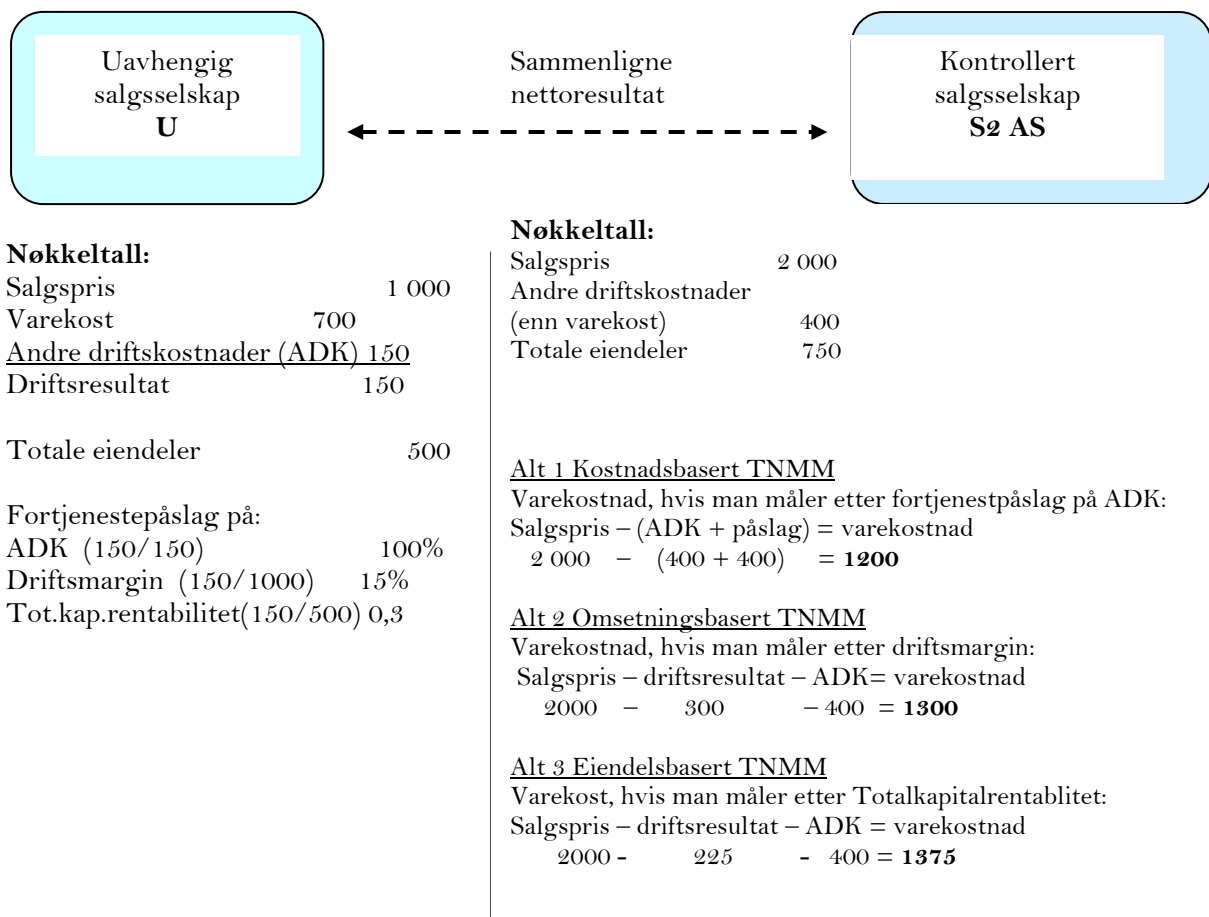 Uavhengig
salgsselskap
U
Sammenligne
nettoresultat
Kontrollert
salgsselskap
S2 AS
Nøkkeltall:
Salgspris 1 000
Varekost 700
Andre driftskostnader (ADK) 150
Driftsresultat 150
Totale eiendeler 500
Fortjenestepåslag på:
ADK (150/150) 100%
Driftsmargin (150/1000) 15%
Tot.kap.rentabilitet(150/500) 0,3
Nøkkeltall:
Salgspris 2 000
Andre driftskostnader
(enn varekost) 400
Totale eiendeler 750
Alt 1 Kostnadsbasert TNMM
Varekostnad, hvis man måler etter fortjenestpåslag på ADK:
Salgspris – (ADK + påslag) = varekostnad
2 000 – (400 + 400) = 1200
Alt 2 Omsetningsbasert TNMM
Varekostnad, hvis man måler etter driftsmargin:
Salgspris – driftsresultat – ADK= varekostnad
2000 – 300 – 400 = 1300
Alt 3 Eiendelsbasert TNMM
Varekost, hvis man måler etter Totalkapitalrentablitet:
Salgspris – driftsresultat – ADK = varekostnad
2000 - 225 - 400 = 1375